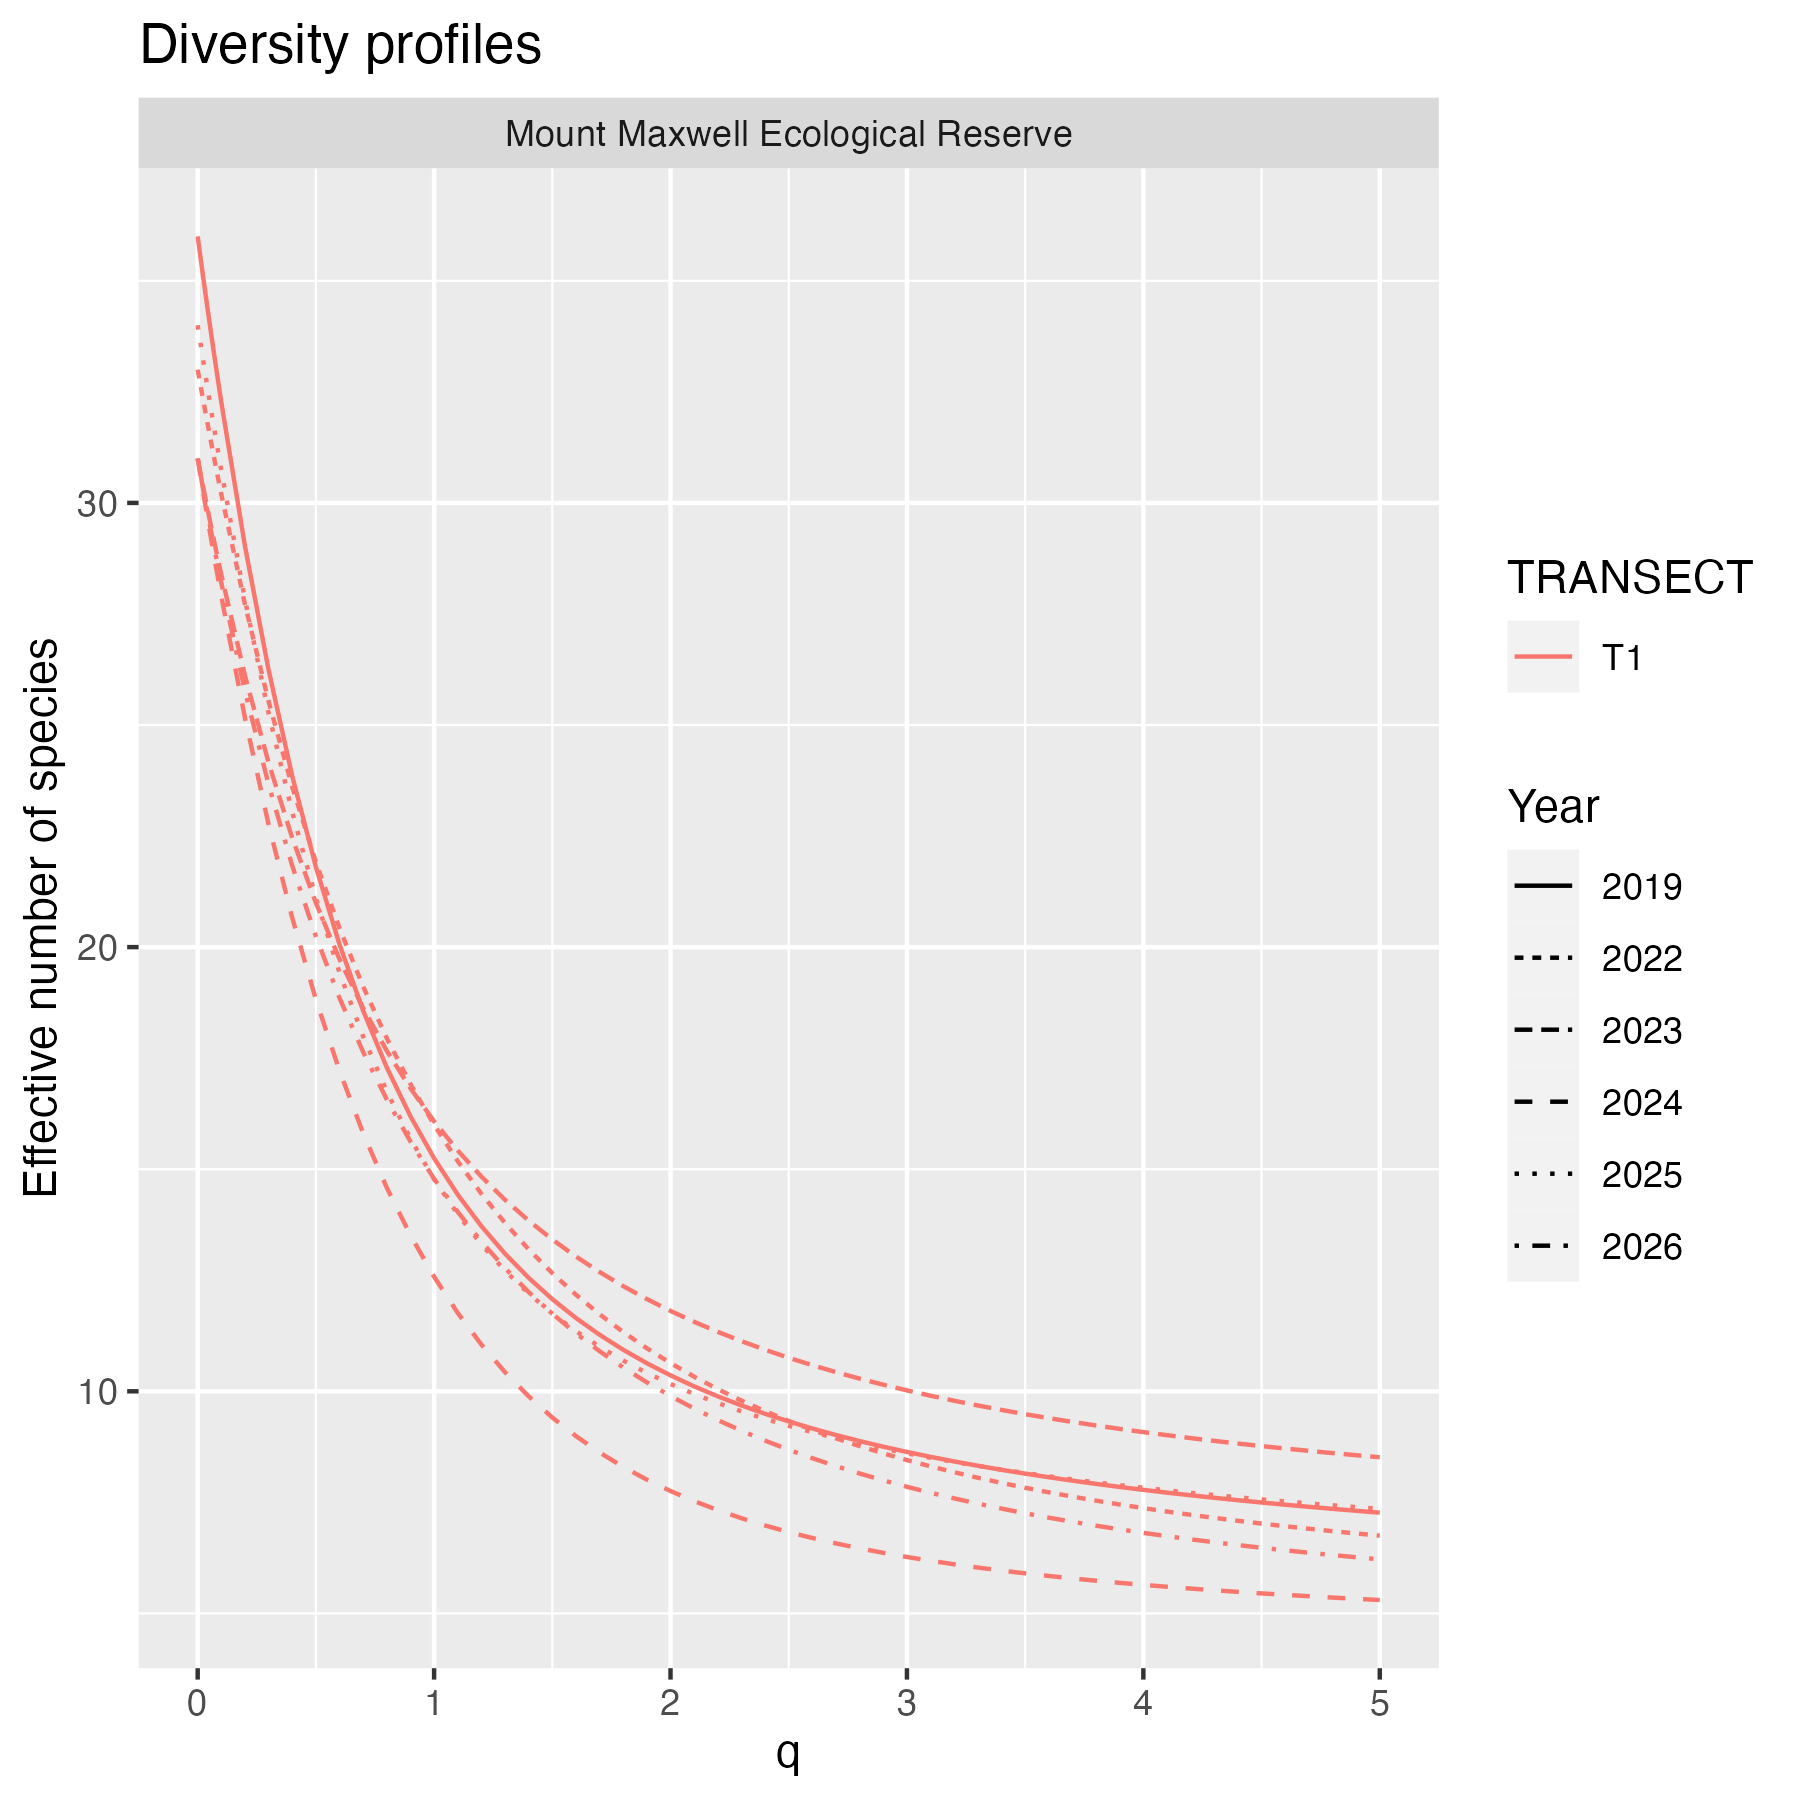 Diversity profiles
Mount Maxwell Ecological Reserve
Effective number of species
30
20
10
0 1 2 3 4 5
q
TRANSECT
T1
Year
2019
2022
2023
2024
2025
2026